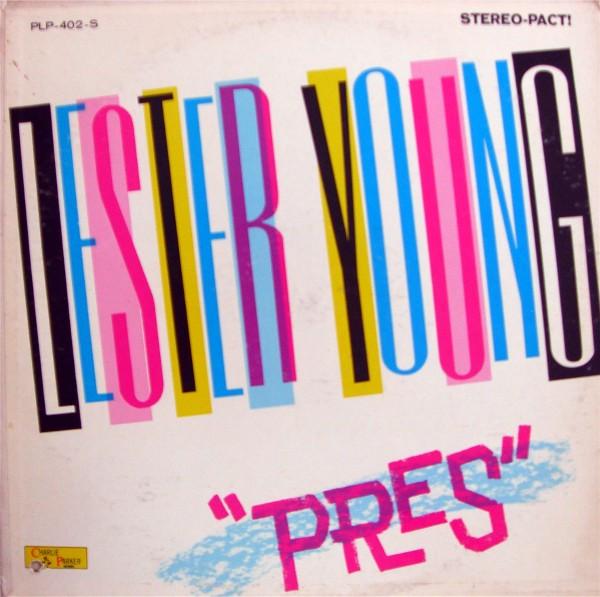 PLP-402-S
STEREO-PACT!
LESTER YOUNG
"PRES"
CHARLIE
PARKER